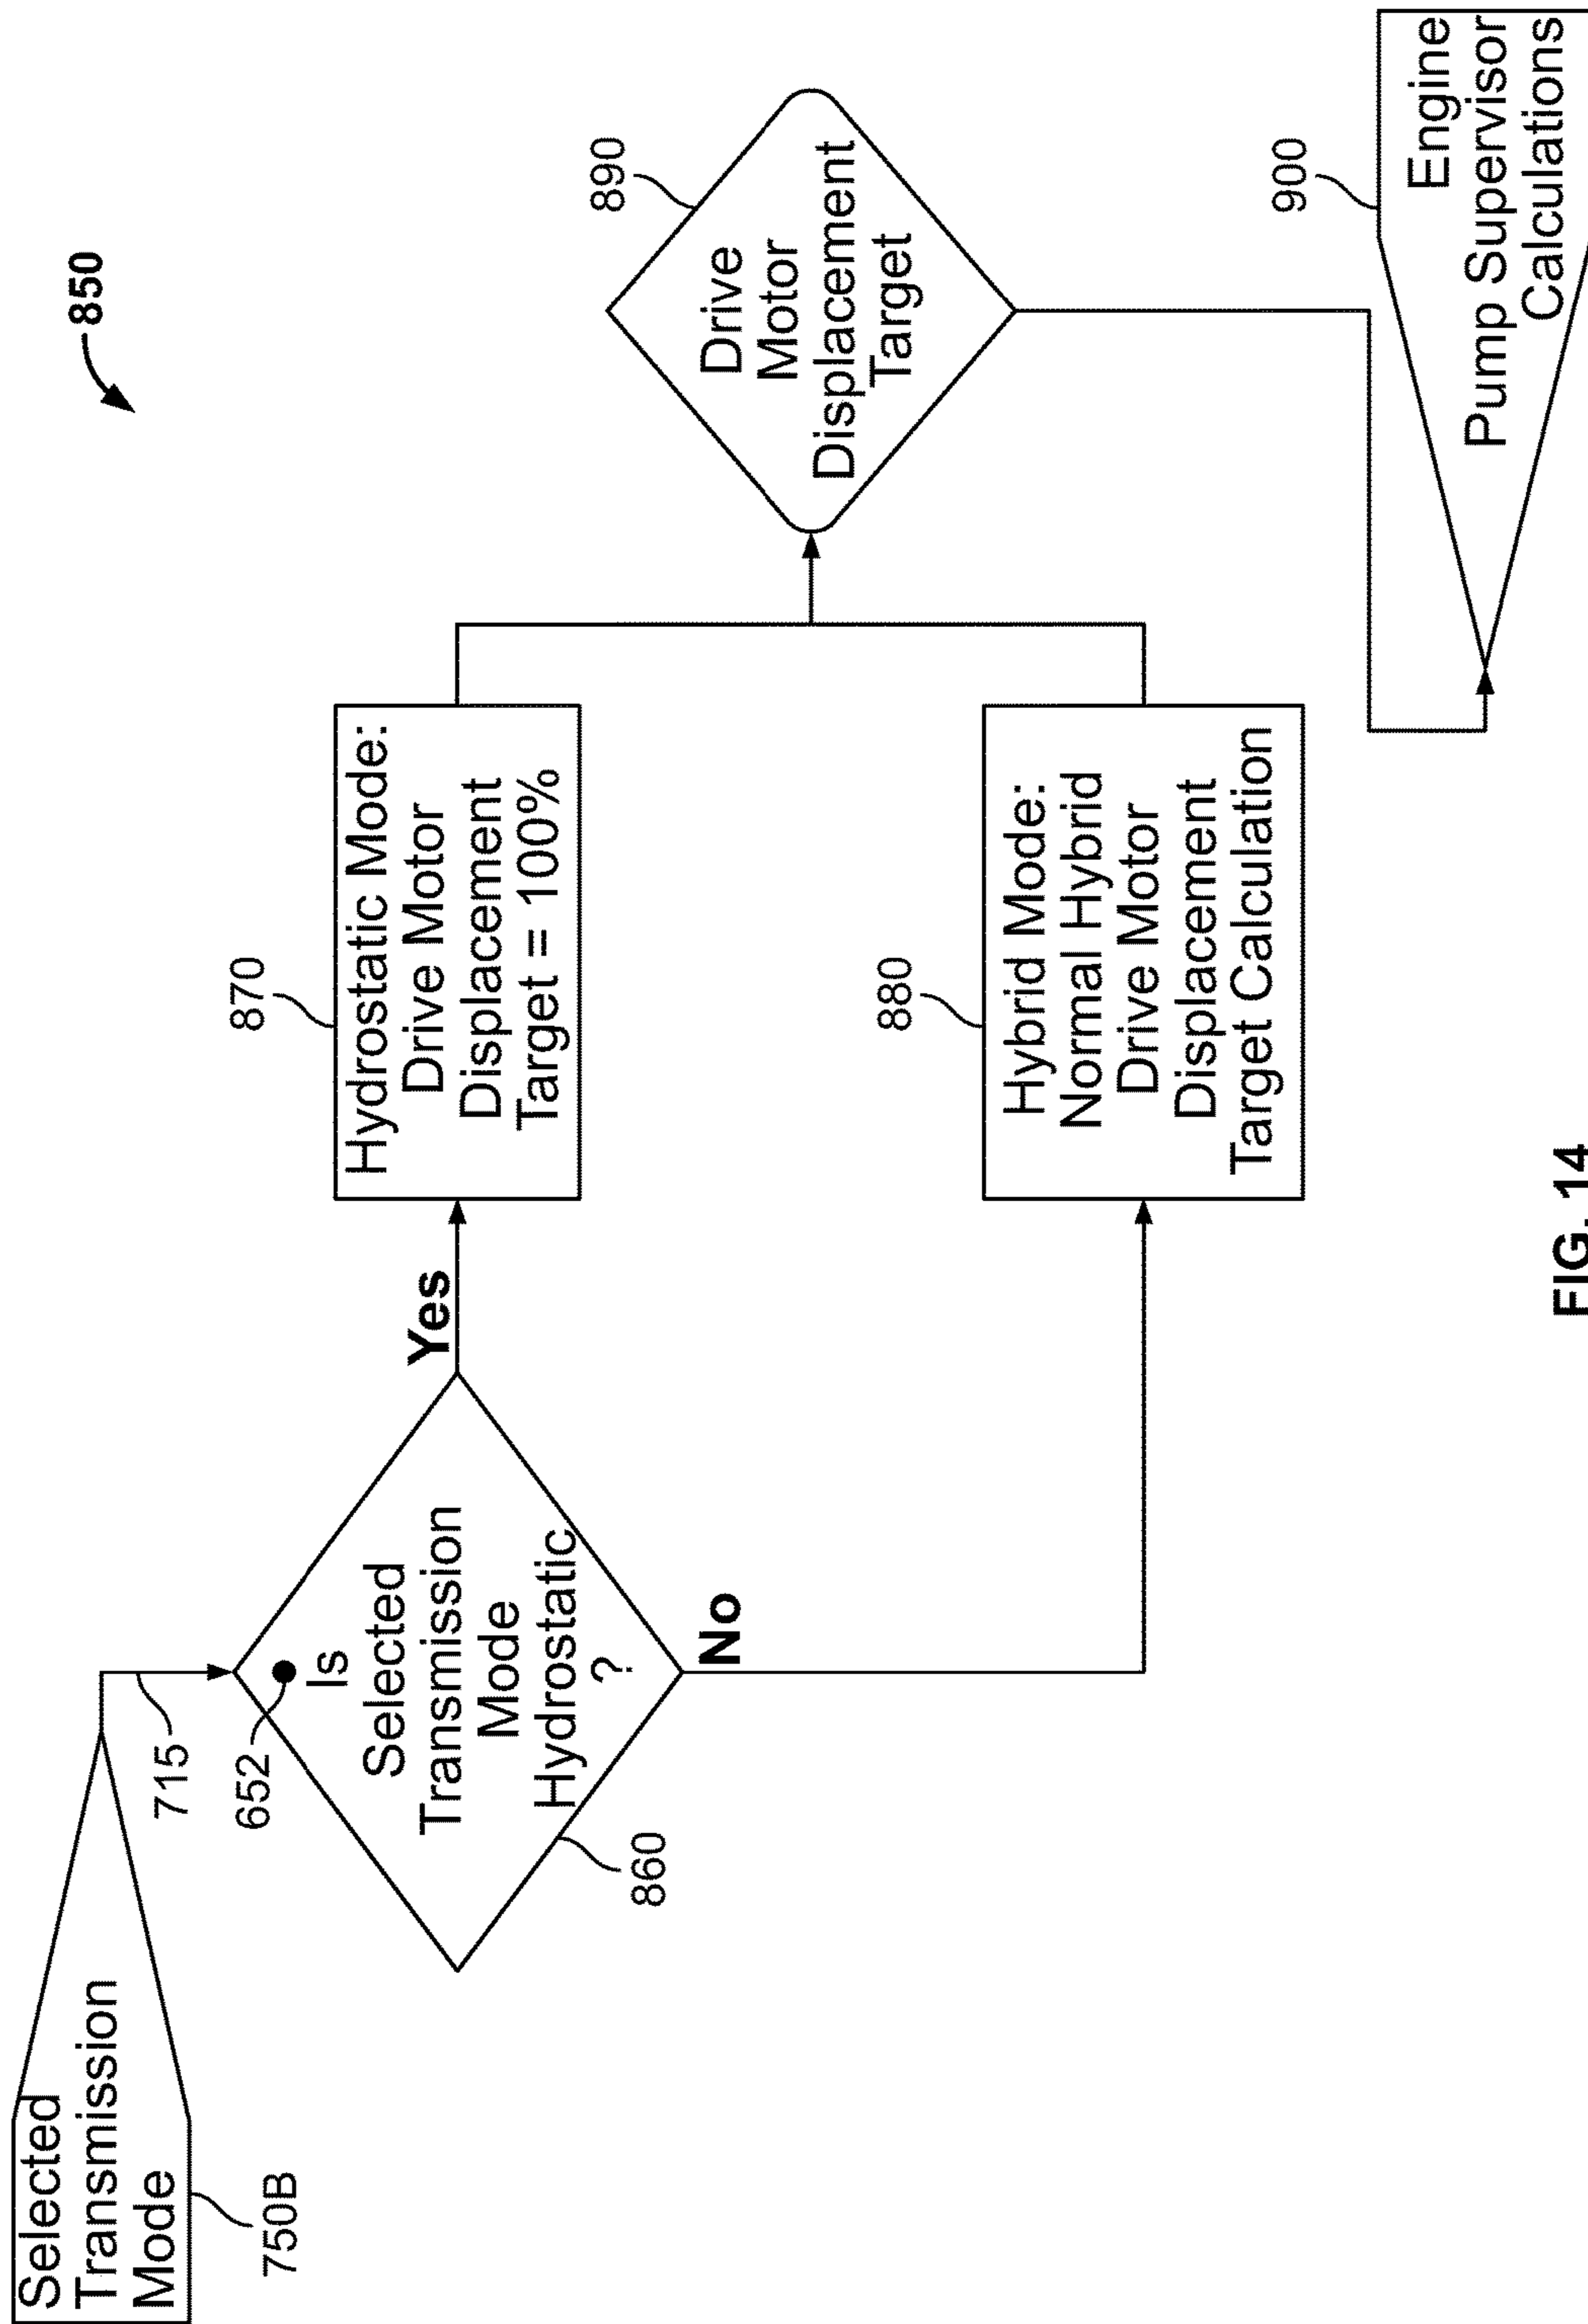 850
Selected
Transmission
Mode
750B
715
652
Is
Selected
Transmission
Mode
Hydrostatic
?
860
Yes
No
870
Hydrostatic Mode:
Drive Motor
Displacement
Target = 100%
880
Hybrid Mode:
Normal Hybrid
Drive Motor
Displacement
Target Calculation
890
Drive
Motor
Displacement
Target
900
Engine
Pump Supervisor
Calculations
FIG. 14